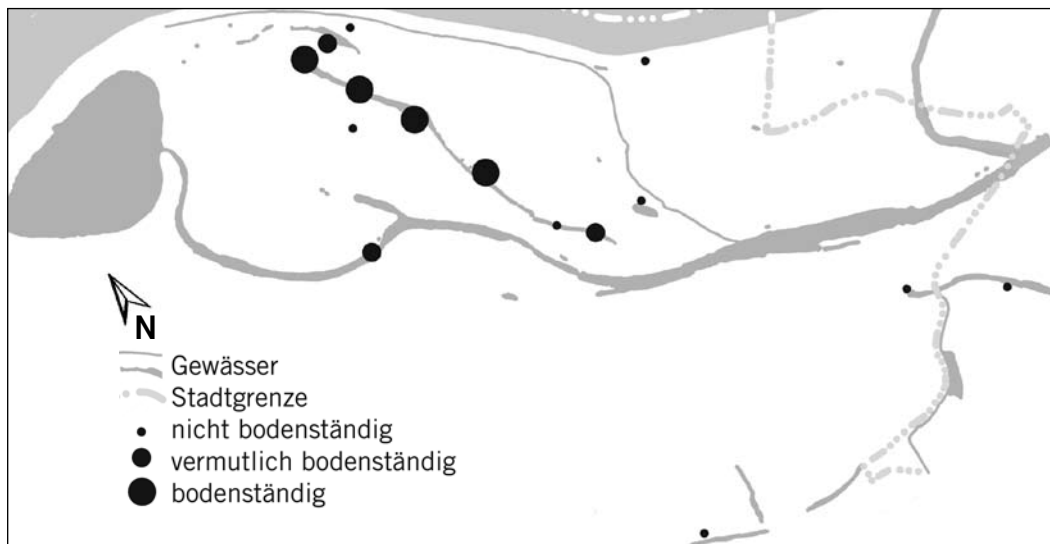 N
Gewässer
Stadtgrenze
nicht bodenständig
vermutlich bodenständig
bodenständig